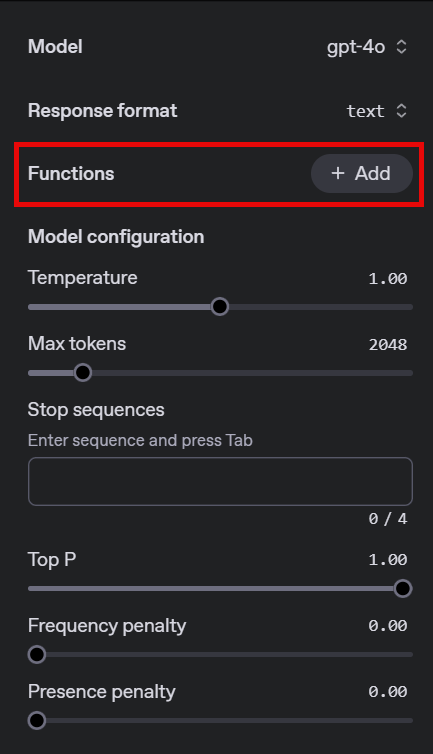 Model gpt-4o
Response format text
Functions + Add
Model configuration
Temperature 1.00
Max tokens 2048
Stop sequences
Enter sequence and press Tab
0 / 4
Top P 1.00
Frequency penalty 0.00
Presence penalty 0.00